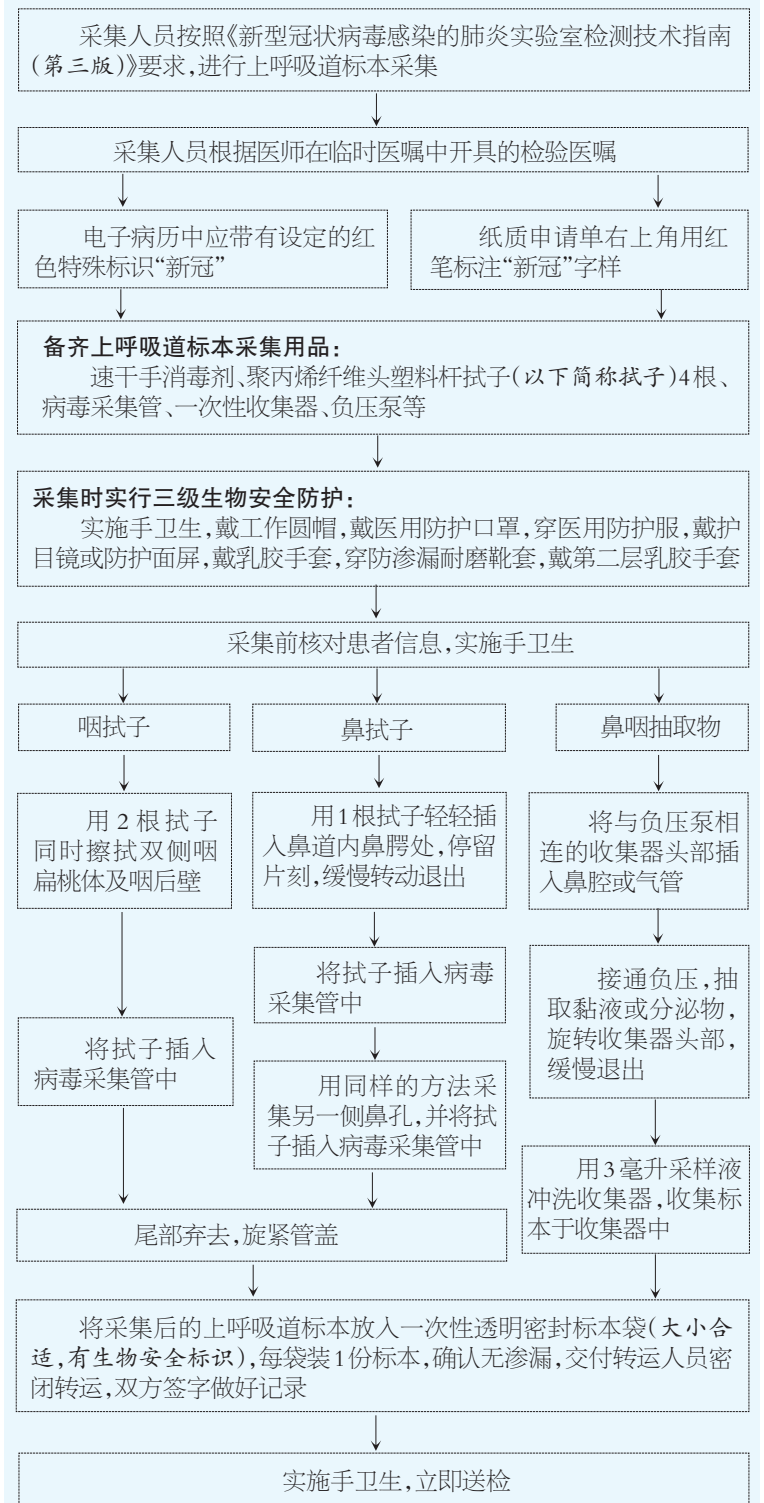 采集人员按照《新型冠状病毒感染的肺炎实验室检测技术指南
(第三版)》要求,进行上呼吸道标本采集
采集人员根据医师在临时医嘱中开具的检验医嘱
电子病历中应带有设定的红
色特殊标识“新冠”
纸质申请单右上角用红
笔标注“新冠”字样
备齐上呼吸道标本采集用品:
速干手消毒剂、聚丙烯纤维头塑料杆拭子(以下简称拭子)4根、
病毒采集管、一次性收集器、负压泵等
采集时实行三级生物安全防护:
实施手卫生,戴工作圆帽,戴医用防护口罩,穿医用防护服,戴护
目镜或防护面屏,戴乳胶手套,穿防渗漏耐磨靴套,戴第二层乳胶手套
采集前核对患者信息,实施手卫生
咽拭子
用2根拭子
同时擦拭双侧咽
扁桃体及咽后壁
将拭子插入
病毒采集管中
鼻拭子
用1根拭子轻轻插
入鼻道内鼻腭处,停留
片刻,缓慢转动退出
将拭子插入病毒
采集管中
用同样的方法采
集另一侧鼻孔,并将拭
子插入病毒采集管中
尾部弃去,旋紧管盖
鼻咽抽取物
将与负压泵相
连的收集器头部插
入鼻腔或气管
接通负压,抽
取黏液或分泌物,
旋转收集器头部,
缓慢退出
用3毫升采样液
冲洗收集器,收集标
本于收集器中
将采集后的上呼吸道标本放入一次性透明密封标本袋(大小合
适,有生物安全标识),每袋装1份标本,确认无渗漏,交付转运人员密
闭转运,双方签字做好记录
实施手卫生,立即送检